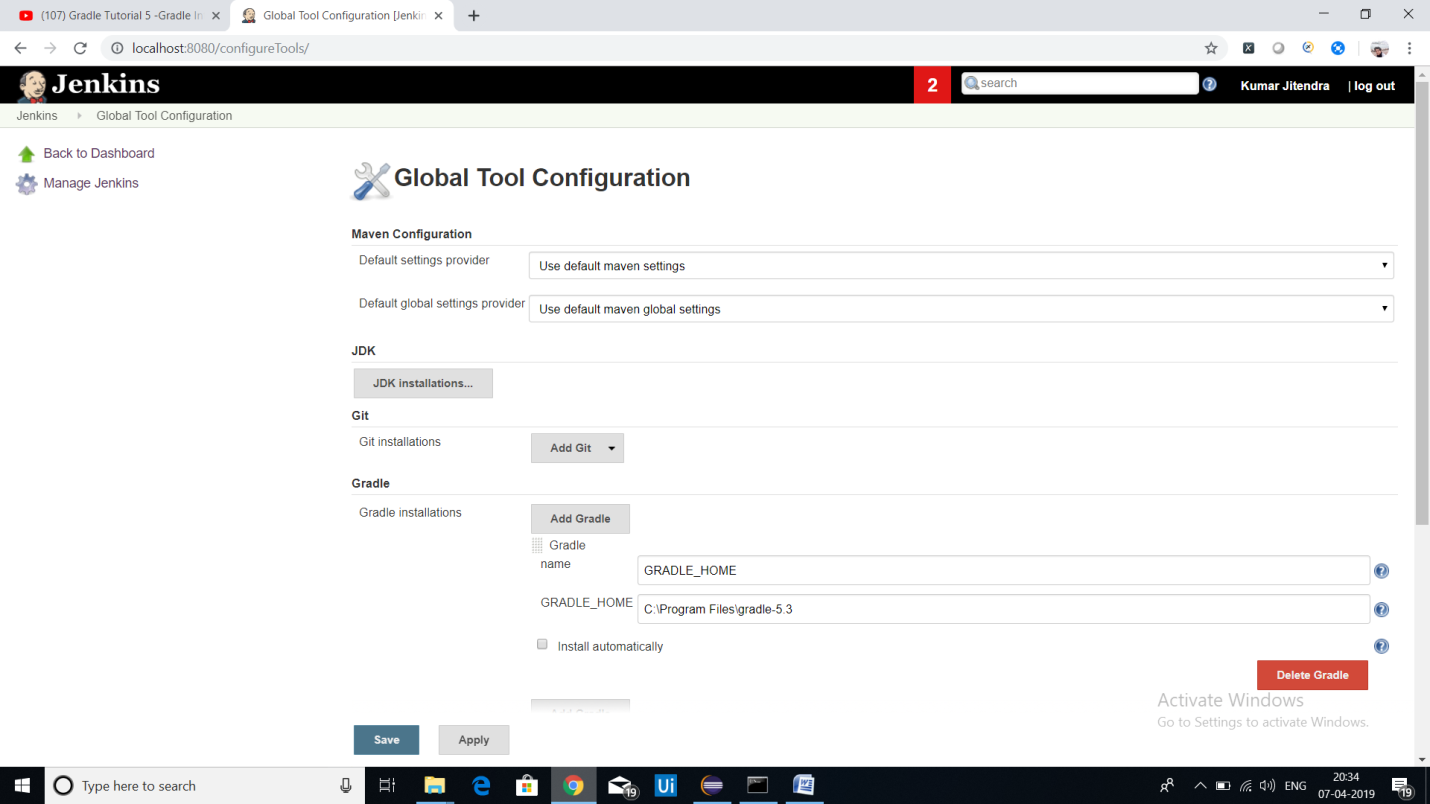 (107) Gradle Tutorial 5 -Gradle In
Global Tool Configuration [Jenkin
localhost:8080/configureTools/
Jenkins
2
search
Kumar Jitendra
| log out
Jenkins
Global Tool Configuration
Back to Dashboard
Manage Jenkins
Global Tool Configuration
Maven Configuration
Default settings provider
Use default maven settings
Default global settings provider
Use default maven global settings
JDK
JDK installations...
Git
Git installations
Add Git
Gradle
Gradle installations
Add Gradle
Gradle
name
GRADLE_HOME
GRADLE_HOME
C:\Program Files\gradle-5.3
Install automatically
Delete Gradle
Activate Windows
Go to Settings to activate Windows.
Save
Apply
Type here to search
19
Ui
ENG
20:34
07-04-2019
19